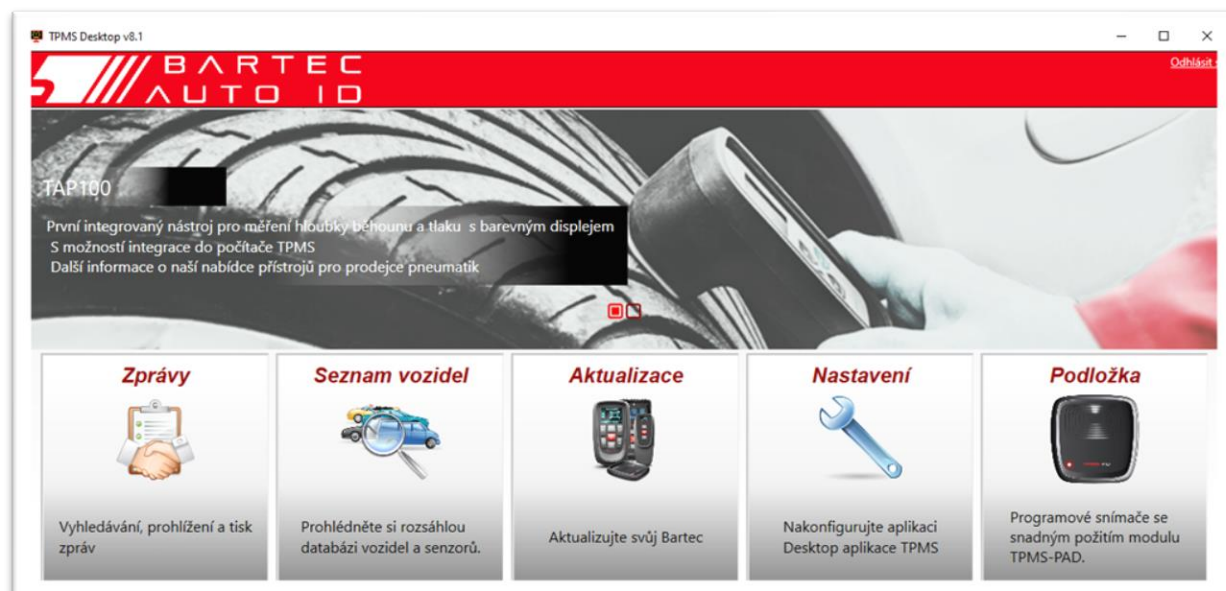 TPMS Desktop v8.1
BARTEC
AUTO ID
Odhlásit
TAP100
První integrovaný nástroj pro měření hloubky běhounu a tlaku s barevným displejem
S možností integrace do počítače TPMS
Další informace o naší nabídce přístrojů pro prodejce pneumatik
Zprávy
Seznam vozidel
Aktualizace
Nastavení
Podložka
Vyhledávání, prohlížení a tisk
zpráv
Prohlédněte si rozsáhlou
databázi vozidel a senzorů.
Aktualizujte svůj Bartec
Nakonfigurujte aplikaci
Desktop aplikace TPMS
Programové snímače se
snadným požitím modulu
TPMS-PAD.